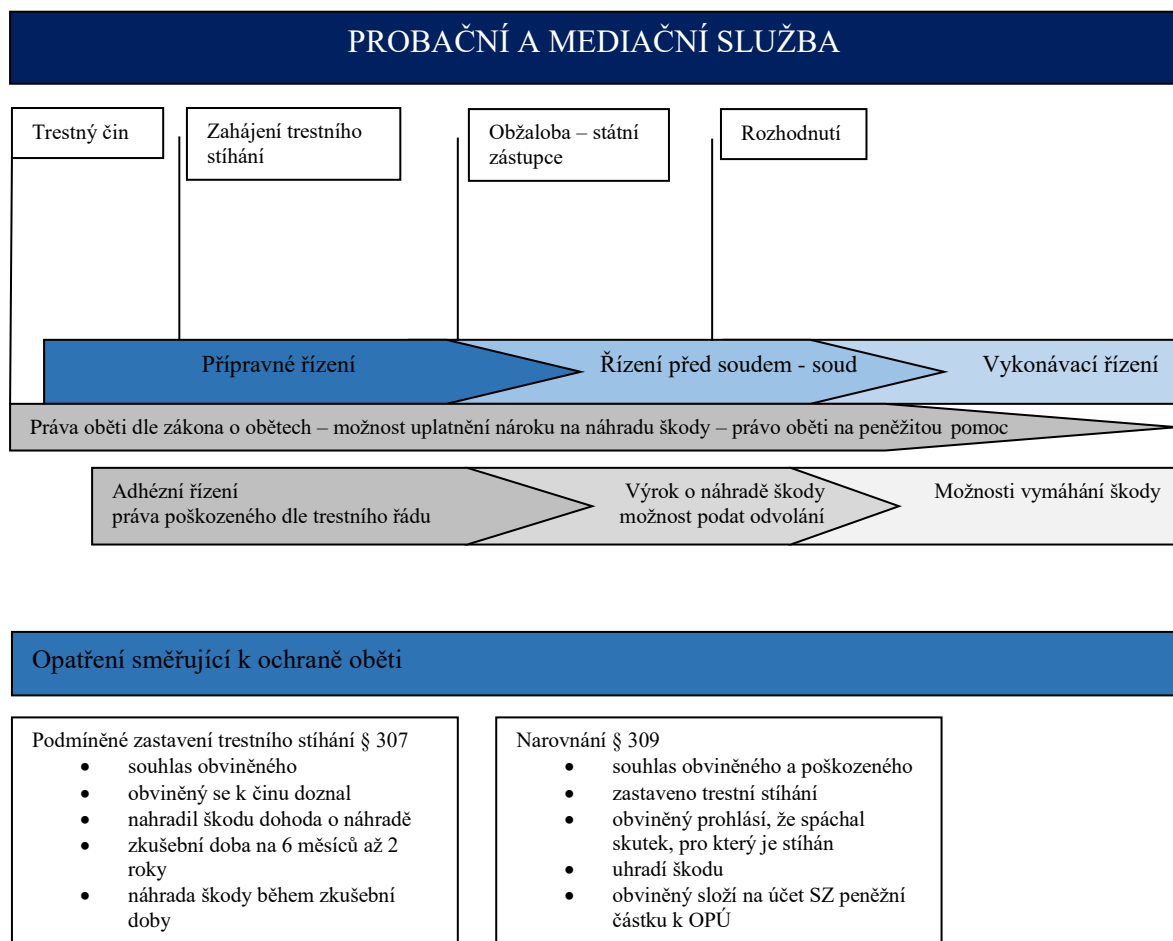 PROBAČNÍ A MEDIAČNÍ SLUŽBA
Trestný čin
Zahájení trestního
stíhání
Obžaloba – státní
zástupce
Rozhodnutí
Přípravné řízení
Řízení před soudem - soud
Vykonávací řízení
Práva oběti dle zákona o obětech – možnost uplatnění nároku na náhradu škody – právo oběti na peněžitou pomoc
Adhézní řízení
práva poškozeného dle trestního řádu
Výrok o náhradě škody
možnost podat odvolání
Možnosti vymáhání škody
Opatření směřující k ochraně oběti
Podmíněné zastavení trestního stíhání § 307
• souhlas obviněného
• obviněný se k činu doznal
• nahradil škodu dohoda o náhradě
• zkušební doba na 6 měsíců až 2
roky
• náhrada škody během zkušební
doby
Narovnání § 309
• souhlas obviněného a poškozeného
• zastaveno trestní stíhání
• obviněný prohlásí, že spáchal
skutek, pro který je stíhán
• uhradí škodu
• obviněný složí na účet SZ peněžní
částku k OPÚ